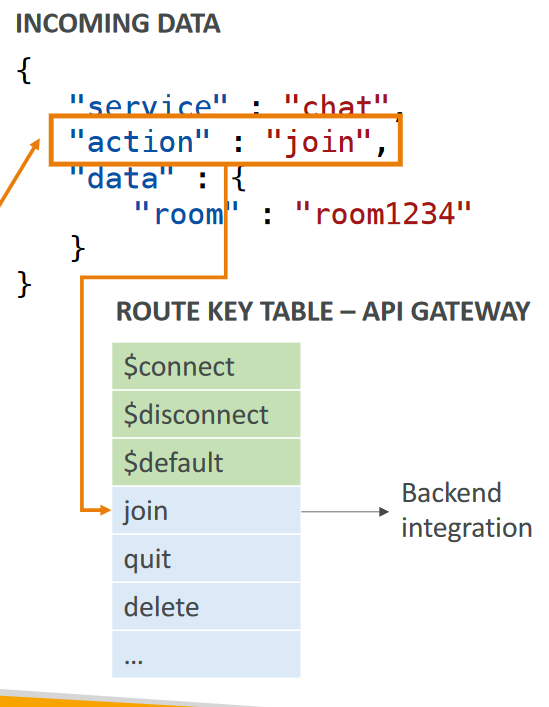 INCOMING DATA
{
"service" : "chat",
"action" : "join",
"data" : {
"room" : "room1234"
}
}
ROUTE KEY TABLE – API GATEWAY
$connect
$disconnect
$default
join
Backend
integration
quit
delete
...